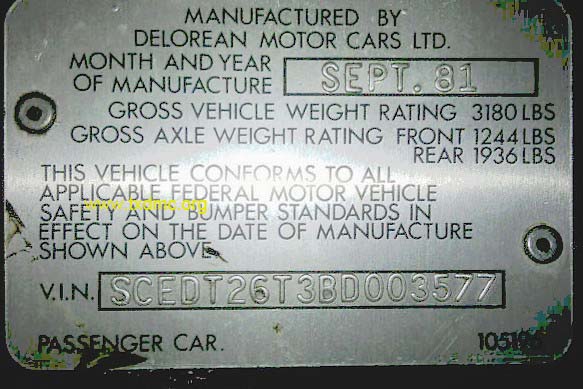 MANUFACTURED BY
DELOREAN MOTOR CARS LTD.
MONTH AND YEAR
OF MANUFACTURE SEPT. 81
GROSS VEHICLE WEIGHT RATING 3180 LBS
GROSS AXLE WEIGHT RATING FRONT 1244 LBS
REAR 1936 LBS
THIS VEHICLE CONFORMS TO ALL
APPLICABLE FEDERAL MOTOR VEHICLE
SAFETY AND BUMPER STANDARDS IN
EFFECT ON THE DATE OF MANUFACTURE
SHOWN ABOVE
V.I.N. SCEDT26T3BD003577
PASSENGER CAR.